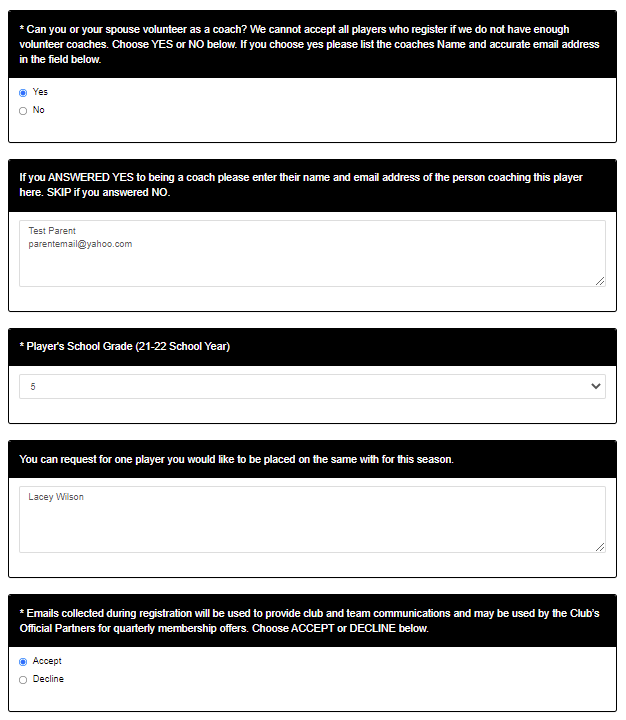 * Can you or your spouse volunteer as a coach? We cannot accept all players who register if we do not have enough
volunteer coaches. Choose YES or NO below. If you choose yes please list the coaches Name and accurate email address
in the field below.
Yes
No
If you ANSWERED YES to being a coach please enter their name and email address of the person coaching this player
here. SKIP if you answered NO.
Test Parent
parentemail@yahoo.com
* Player's School Grade (21-22 School Year)
5
You can request for one player you would like to be placed on the same with for this season.
Lacey Wilson
* Emails collected during registration will be used to provide club and team communications and may be used by the Club's
Official Partners for quarterly membership offers. Choose ACCEPT or DECLINE below.
Accept
Decline